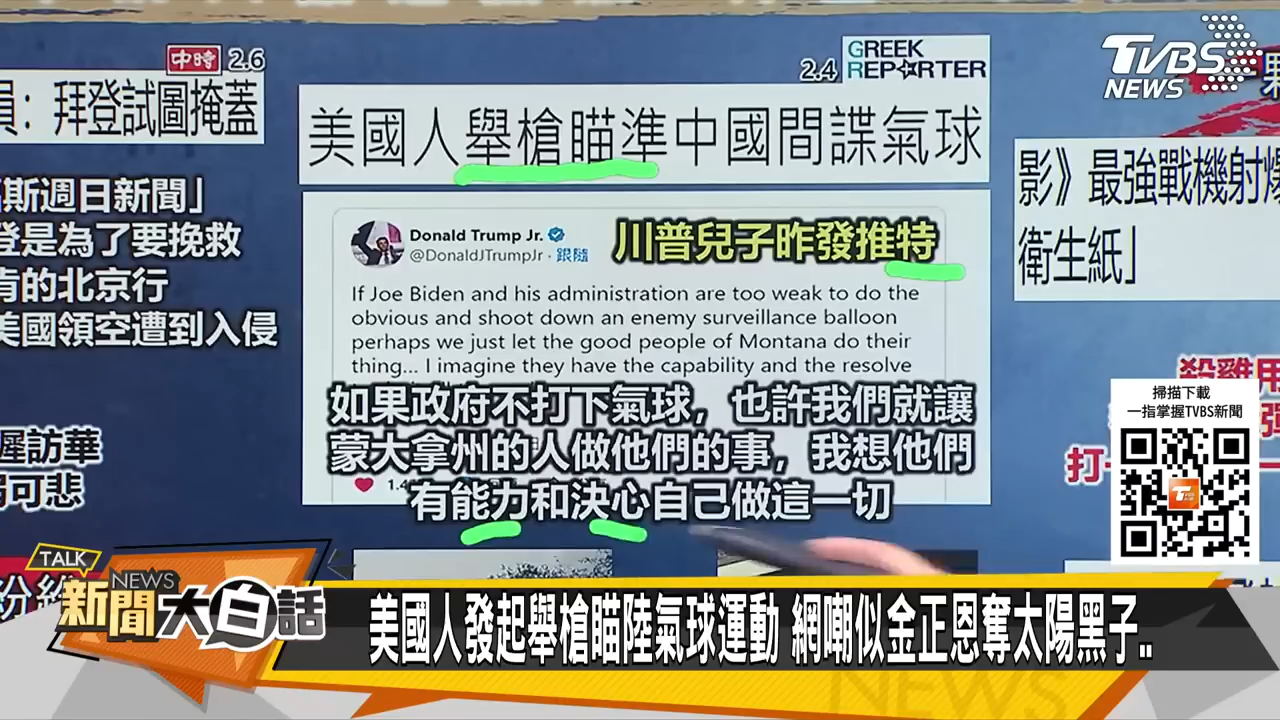 中時 2.6
員：拜登試圖掩蓋
斯週日新聞」
登是為了要挽救
肯的北京行
美國領空遭到入侵
遲訪華
可悲
2.4 GREEK REPORTER
美國人舉槍瞄準中國間諜氣球
Donald Trump Jr.
@DonaldJTrumpJr · 跟隨
川普兒子昨發推特
If Joe Biden and his administration are too weak to do the
obvious and shoot down an enemy surveillance balloon
perhaps we just let the good people of Montana do their
thing... I imagine they have the capability and the resolve
如果政府不打下氣球，也許我們就讓
蒙大拿州的人做他們的事，我想他們
有能力和決心自己做這一切
TVBS
NEWS
影》最強戰機射爆
衛生紙」
殺雞用
打
掃描下載
一指掌握TVBS新聞
TALK
NEWS
新聞大白話
美國人發起舉槍瞄陸氣球運動 網嘲似金正恩奪太陽黑子..
NEWS